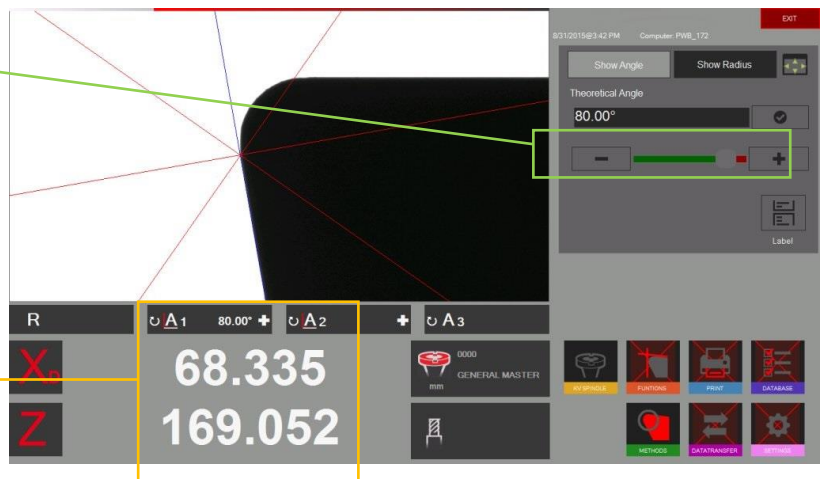 EXIT
8/31/2015@3:42 PM Computer: PWB_172
Show Angle Show Radius
Theoretical Angle
80.00°
Label
R
A1 80.00° + A2 + A3
XD
68.335
0000
GENERAL MASTER
mm
Z
169.052
KV SPINDLE FUNTIONS PRINT DATABASE
METHODS DATATRANSFER SETTINGS